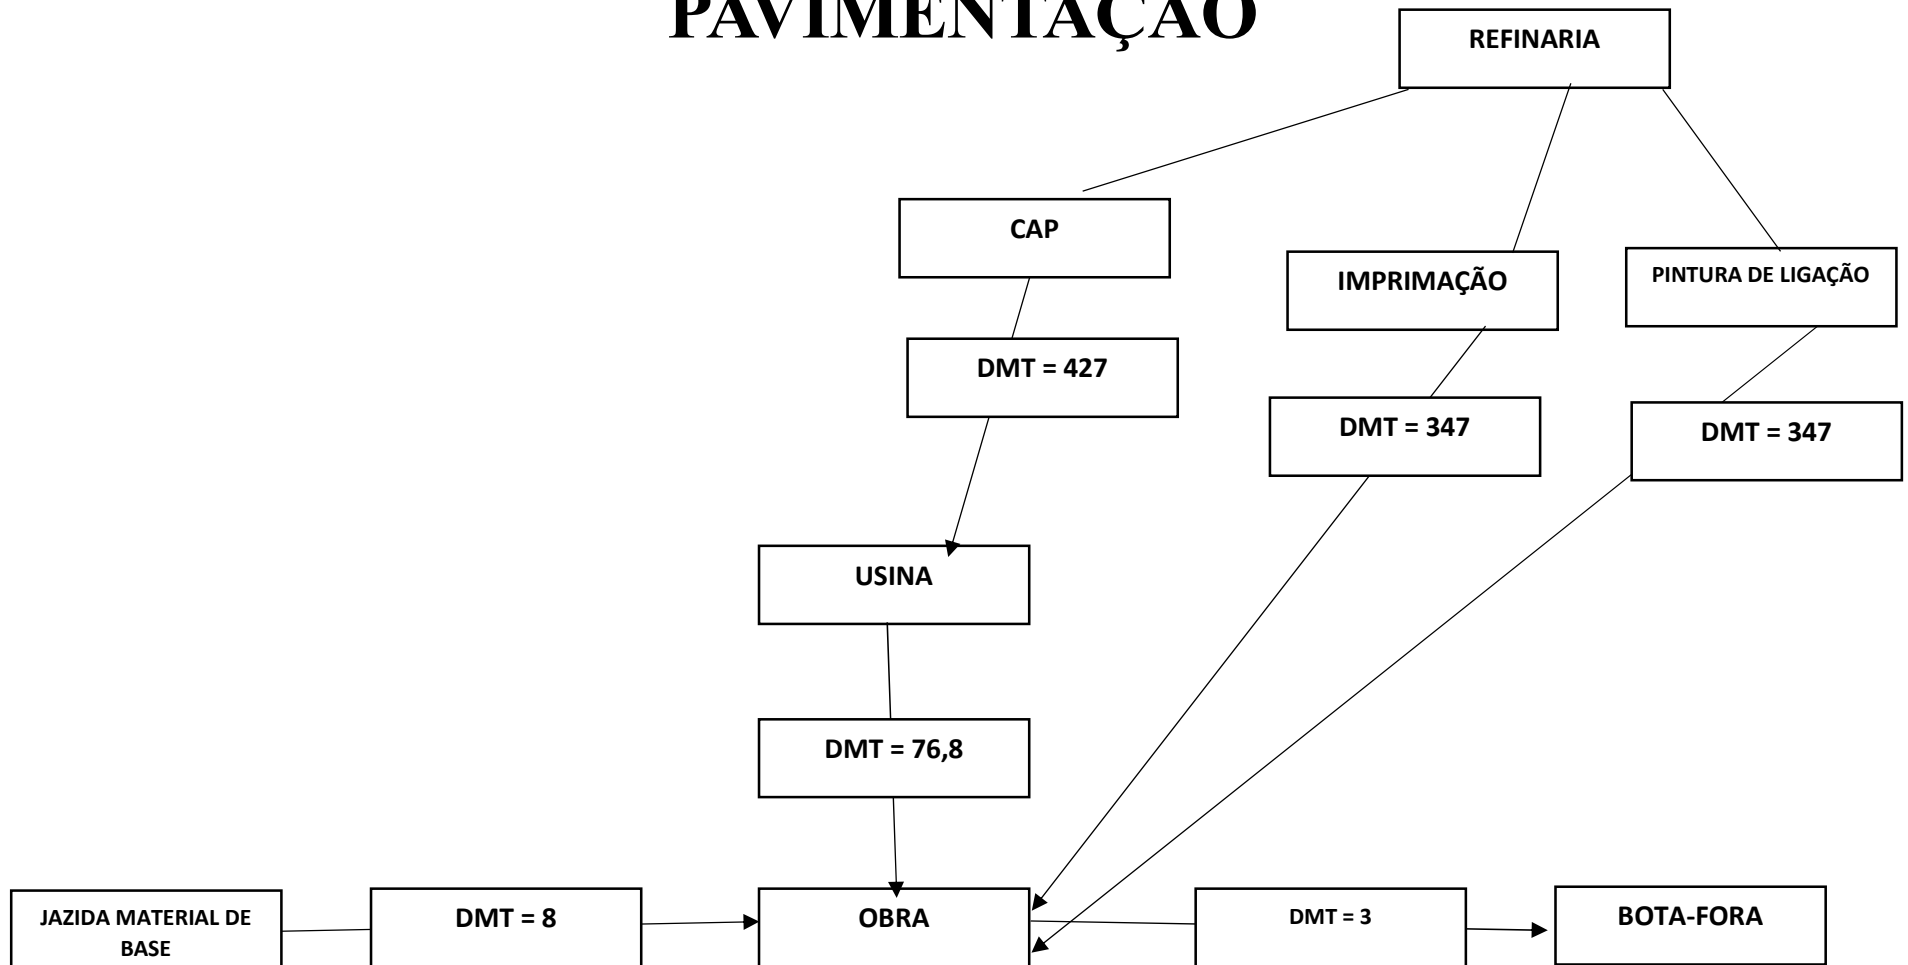 PAVIMENTAÇÃO
REFINARIA
CAP
IMPRIMAÇÃO
PINTURA DE LIGAÇÃO
DMT = 427
DMT = 347
DMT = 347
USINA
DMT = 76,8
JAZIDA MATERIAL DE
BASE
DMT = 8
OBRA
DMT = 3
BOTA-FORA